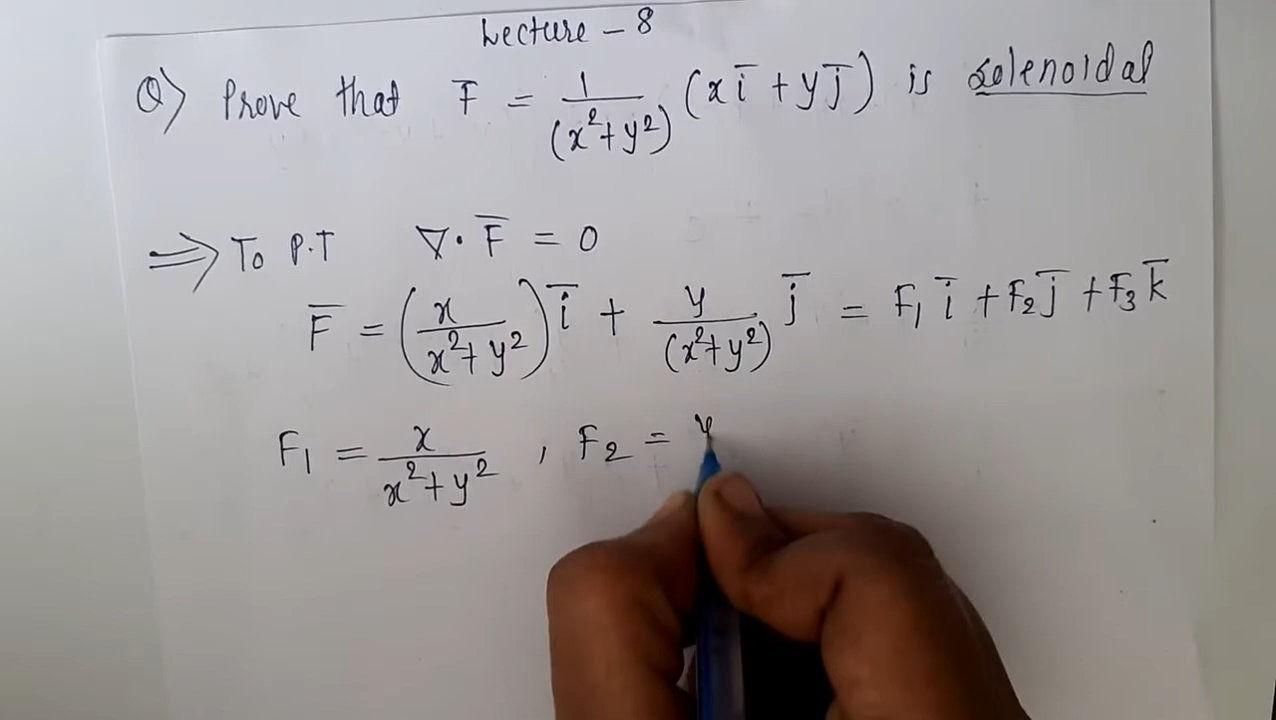 Lecture - 8
Q) Prove that F̅ = 1/(x²+y²) (x i̅ + y j̅) is solenoidal
⟹ To P.T ∇·F̅ = 0
F̅ = (x/(x²+y²)) i̅ + y/(x²+y²) j̅ = F₁ i̅ + F₂ j̅ + F₃ k̅
F₁ = x/(x²+y²) , F₂ = y